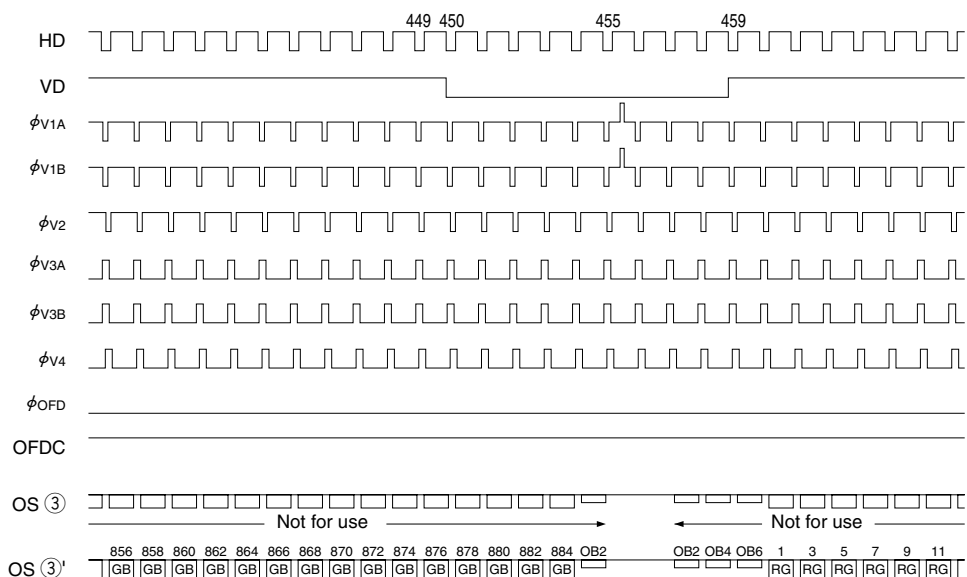 449 450 455 459
HD
VD
ϕV1A
ϕV1B
ϕV2
ϕV3A
ϕV3B
ϕV4
ϕOFD
OFDC
OS ③
Not for use Not for use
856 858 860 862 864 866 868 870 872 874 876 878 880 882 884 OB2 OB2 OB4 OB6 1 3 5 7 9 11
OS ③' GB GB GB GB GB GB GB GB GB GB GB GB GB GB GB RG RG RG RG RG RG